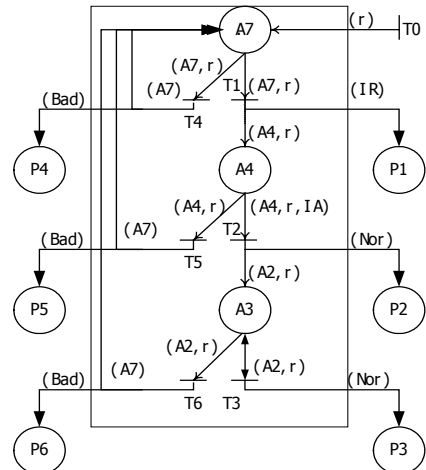 A7
(r)
T0
(A7, r)
(Bad)
(A7)
T1
(A7, r)
(IR)
T4
(A4, r)
P4
A4
P1
(A4, r)
(A4, r, IA)
(Bad)
(A7)
T2
(Nor)
T5
(A2, r)
P5
A3
P2
(A2, r)
(A2, r)
(Bad)
(A7)
(Nor)
T6
T3
P6
P3